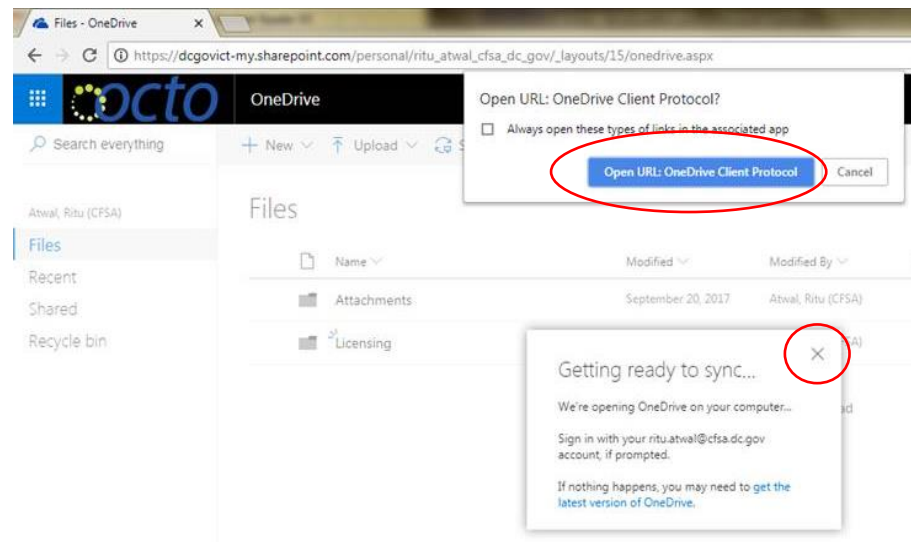 Files - OneDrive
https://dcgovict-my.sharepoint.com/personal/ritu_atwal_cfsa_dc_gov/_layouts/15/onedrive.aspx
octo
OneDrive
Open URL: OneDrive Client Protocol?
Always open these types of links in the associated app
Open URL: OneDrive Client Protocol
Cancel
Search everything
New
Upload
S
Atwal, Ritu (CFSA)
Files
Recent
Shared
Recycle bin
Files
Name
Modified
Modified By
Attachments
September 20, 2017
Atwal, Ritu (CFSA)
Licensing
SA)
Getting ready to sync...
We're opening OneDrive on your computer...
Sign in with your ritu.atwal@cfsa.dc.gov
account, if prompted.
If nothing happens, you may need to get the
latest version of OneDrive.
ad